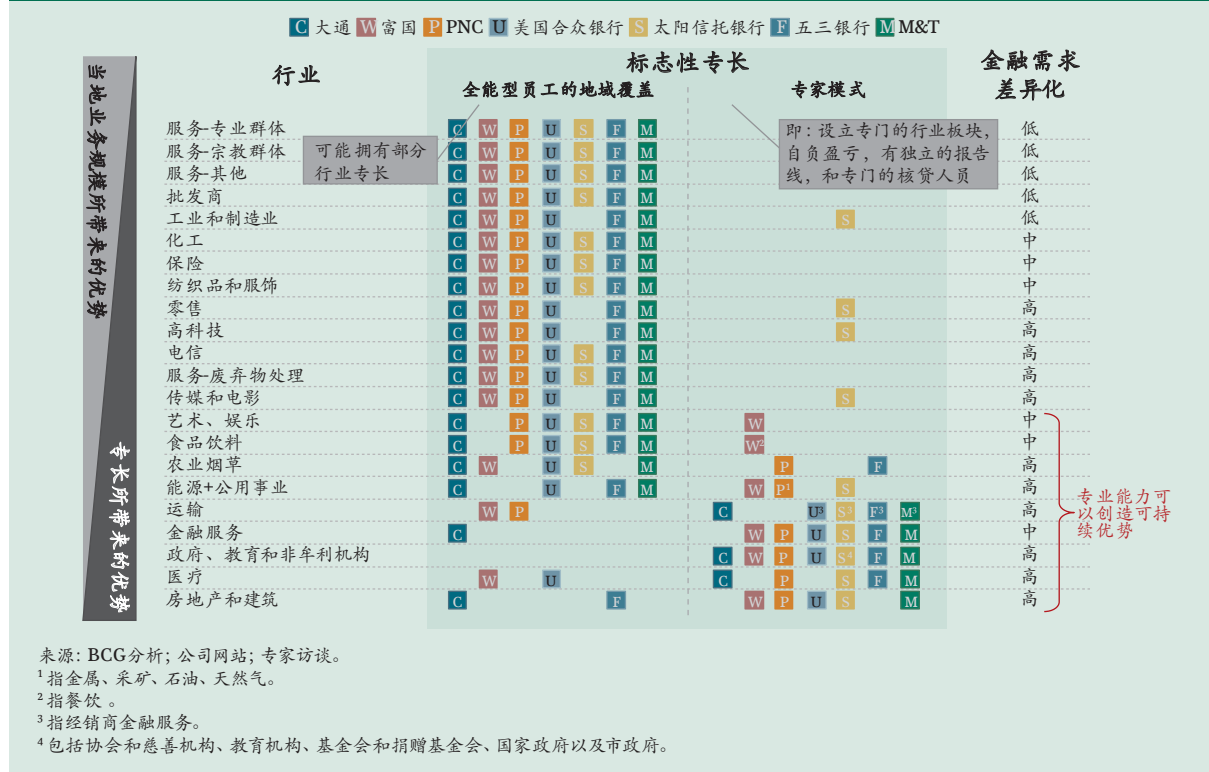 C 大通 W 富国 P PNC U 美国合众银行 S 太阳信托银行 F 五三银行 M M&T
标志性专长
行业
金融需求
差异化
全能型员工的地域覆盖
专家模式
当地业务规模所带来的优势
专长所带来的优势
可能拥有部分
行业专长
即：设立专门的行业板块，
自负盈亏，有独立的报告
线，和专门的核贷人员
服务-专业群体 C W P U S F M 低
服务-宗教群体 C W P U S F M 低
服务-其他 C W P U S F M 低
批发商 C W P U S F M 低
工业和制造业 C W P U F M S 低
化工 C W P U S F M 中
保险 C W P U S F M 中
纺织品和服饰 C W P U S F M 中
零售 C W P U F M S 高
高科技 C W P U F M S 高
电信 C W P U S F M 高
服务-废弃物处理 C W P U S F M 高
传媒和电影 C W P U F M S 高
艺术、娱乐 C P U S F M W 中
食品饮料 C P U S F M W² 中
农业烟草 C W U S M P F 高
能源+公用事业 C U F M W P¹ S 高
运输 W P C U³ S³ F³ M³ 高
金融服务 C W P U S F M 中
政府、教育和非牟利机构 C W P U S⁴ F M 高
医疗 W U C P S F M 高
房地产和建筑 C F W P U S M 高
专业能力可
以创造可持
续优势
来源：BCG分析；公司网站；专家访谈。
¹ 指金属、采矿、石油、天然气。
² 指餐饮 。
³ 指经销商金融服务。
⁴ 包括协会和慈善机构、教育机构、基金会和捐赠基金会、国家政府以及市政府。